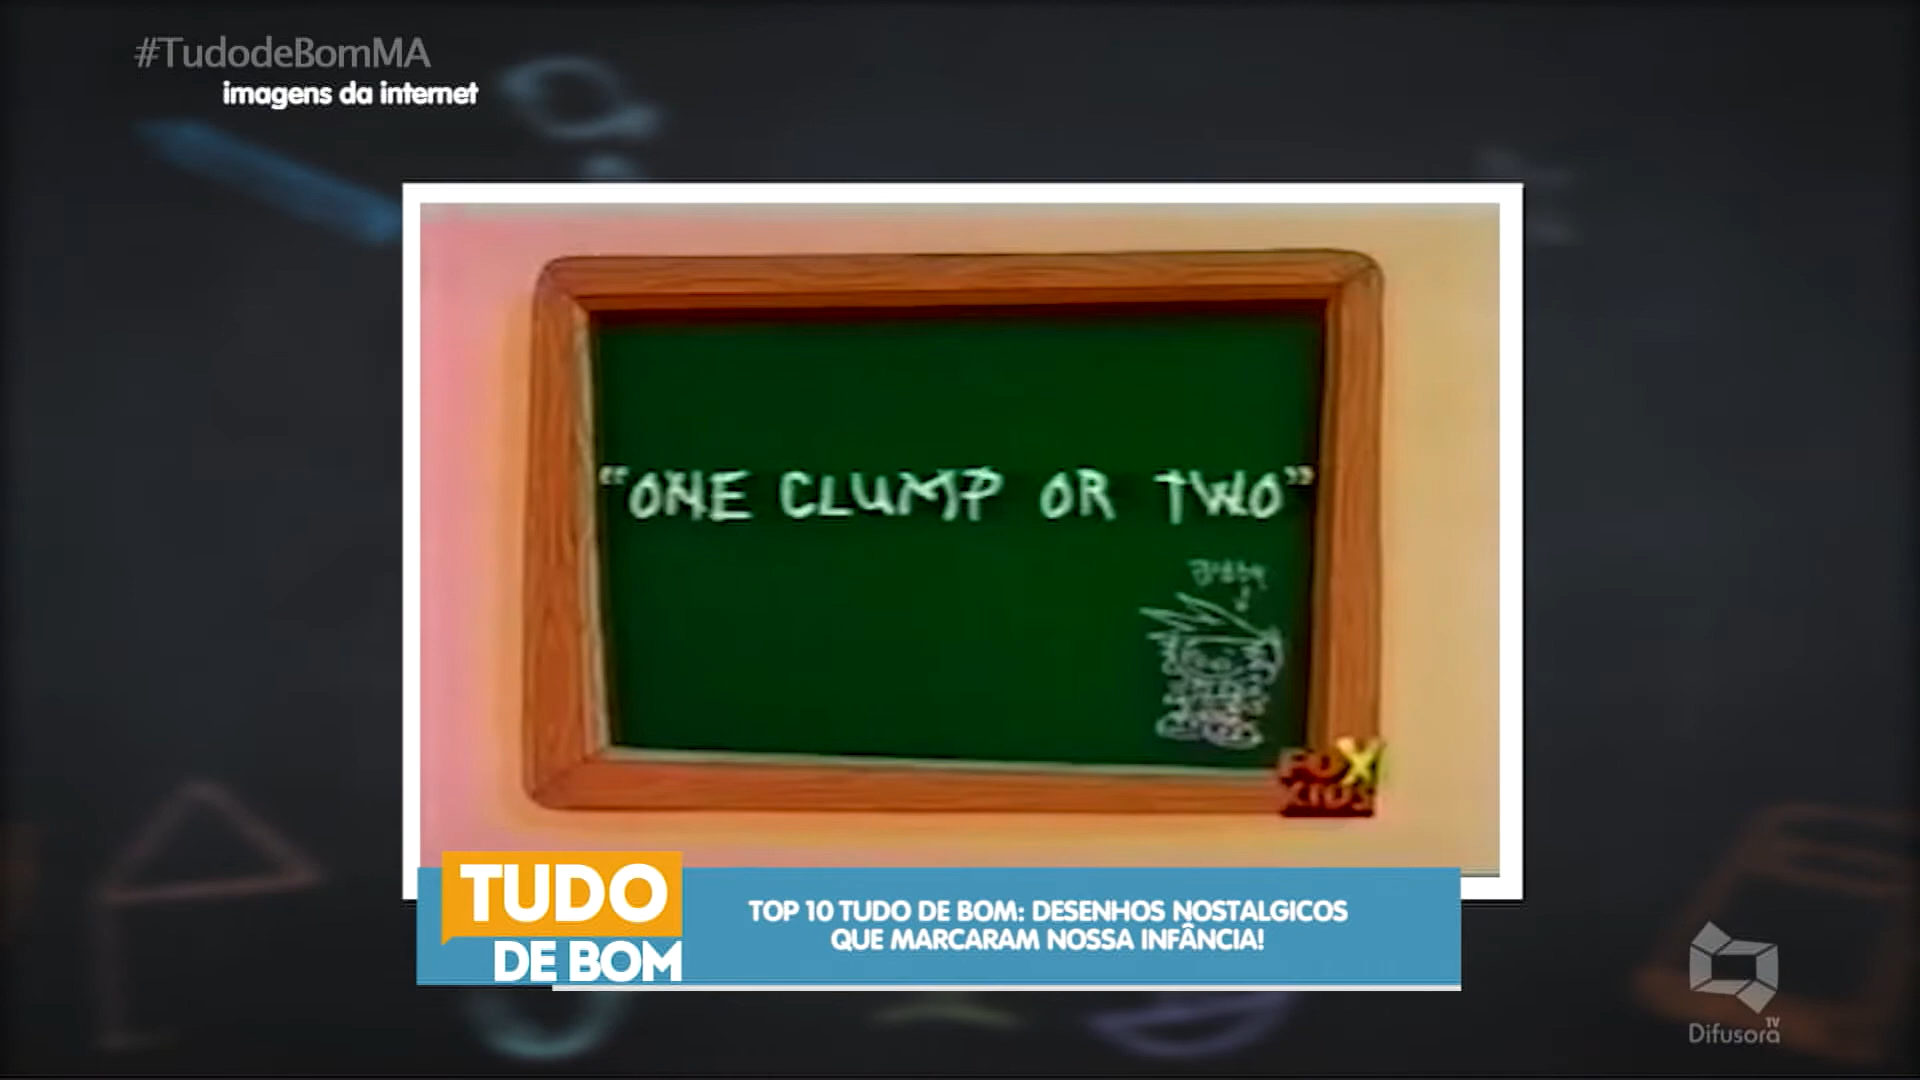 #TudodeBomMA
imagens da internet
"ONE CLUMP OR TWO"
FOX
KIDS
TUDO
DE BOM
TOP 10 TUDO DE BOM: DESENHOS NOSTALGICOS
QUE MARCARAM NOSSA INFÂNCIA!
TV
Difusora